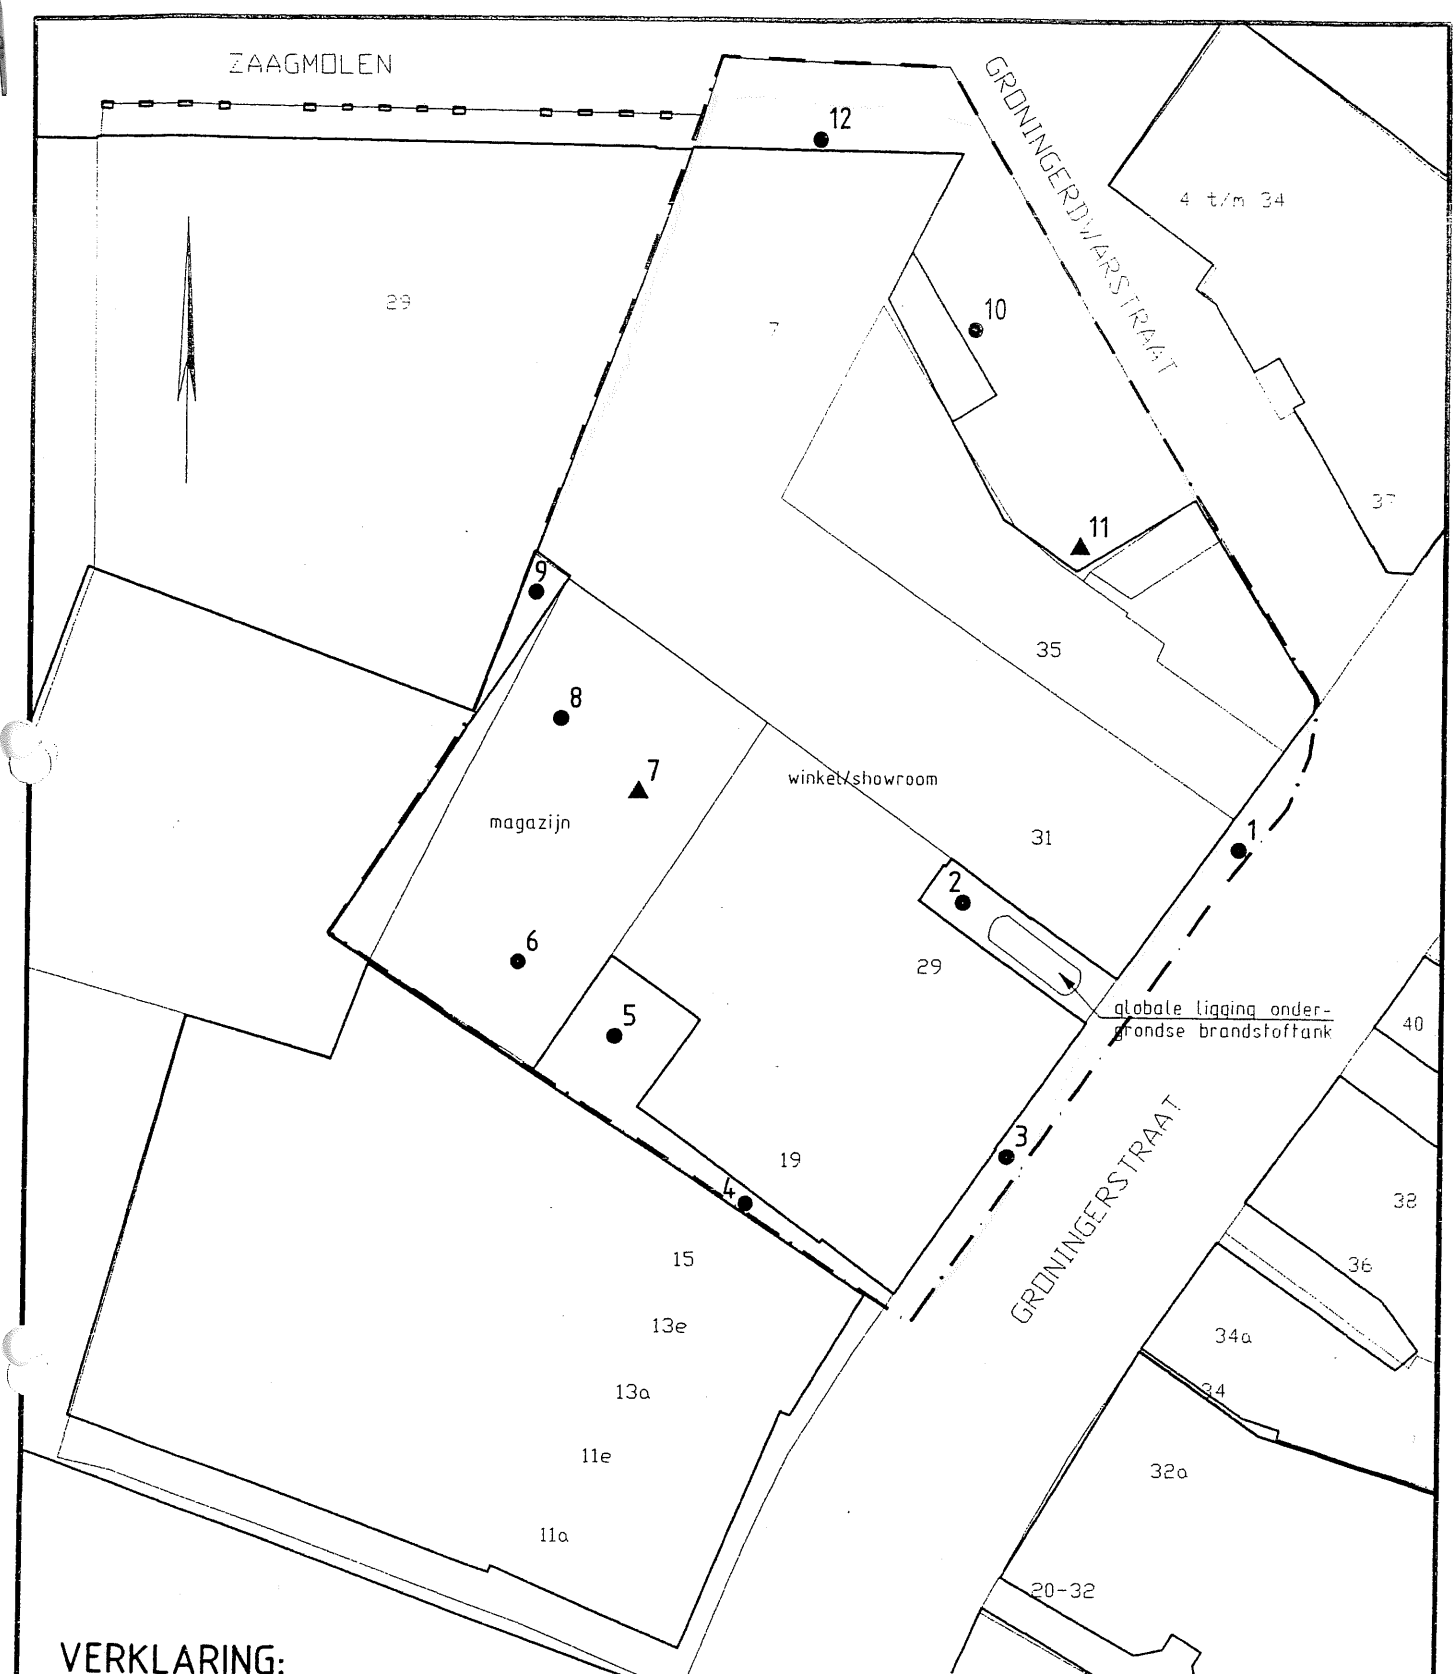 ZAAGMOLEN
GRONINGERDWARSTRAAT
12
4 t/m 34
29
10
7
37
11
9
35
8
7
winkel/showroom
magazijn
31
1
2
6
29
5
globale ligging onder-
grondse brandstoftank
40
3
19
4
GRONINGERSTRAAT
38
15
36
13e
34a
13a
34
11e
32a
11a
20-32
VERKLARING: